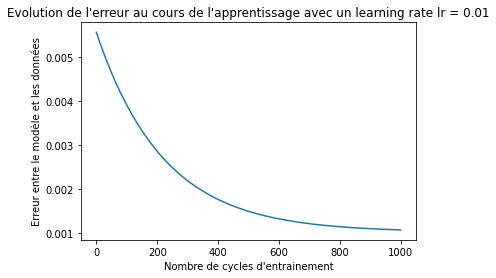 Evolution de l'erreur au cours de l'apprentissage avec un learning rate lr = 0.01
Erreur entre le modèle et les données
0.005
0.004
0.003
0.002
0.001
0 200 400 600 800 1000
Nombre de cycles d'entrainement